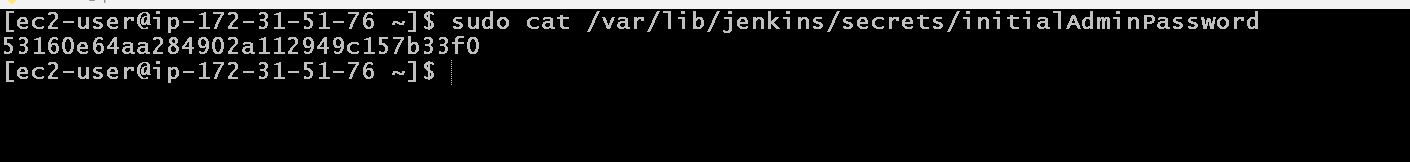 [ec2-user@ip-172-31-51-76 ~]$ sudo cat /var/lib/jenkins/secrets/initialAdminPassword
53160e64aa284902a112949c157b33f0
[ec2-user@ip-172-31-51-76 ~]$